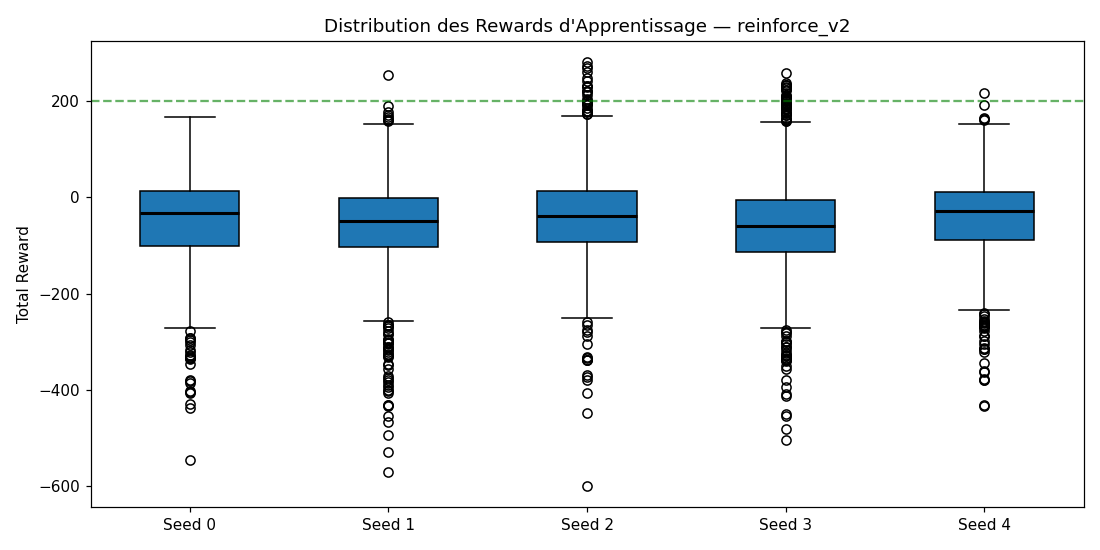 Distribution des Rewards d'Apprentissage — reinforce_v2
Total Reward
200
0
−200
−400
−600
Seed 0
Seed 1
Seed 2
Seed 3
Seed 4